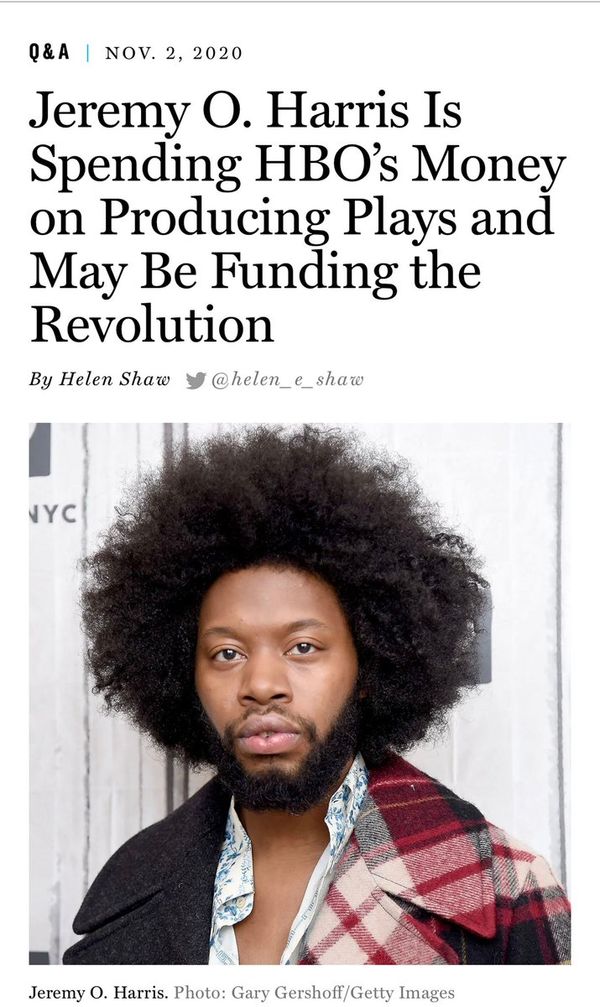 Q&A | NOV. 2, 2020
Jeremy O. Harris Is
Spending HBO’s Money
on Producing Plays and
May Be Funding the
Revolution
By Helen Shaw @helen_e_shaw
NYC
Jeremy O. Harris. Photo: Gary Gershoff/Getty Images